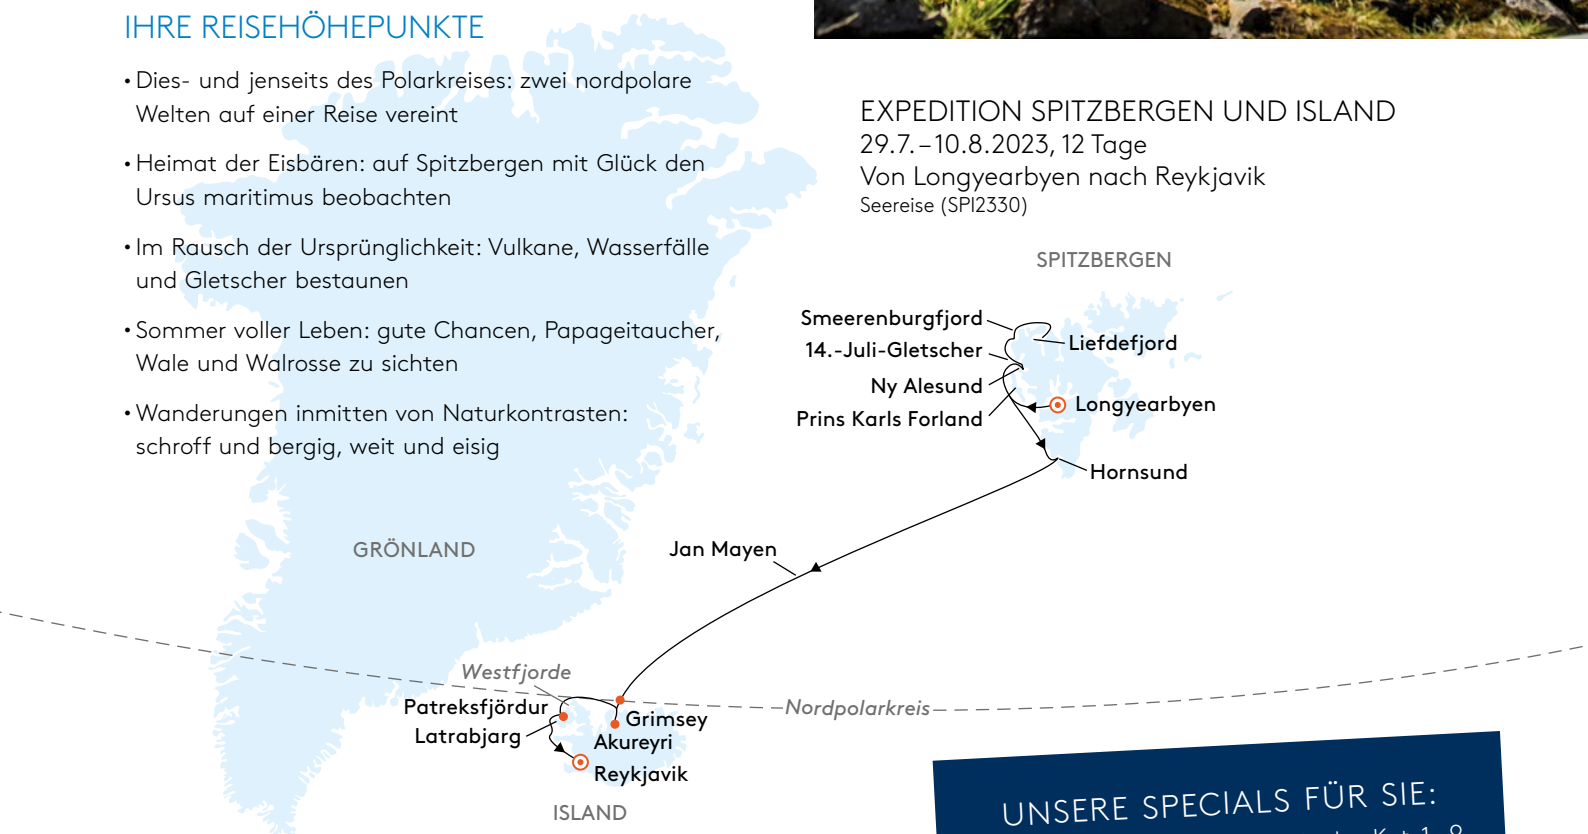 IHRE REISEHÖHEPUNKTE
• Dies- und jenseits des Polarkreises: zwei nordpolare
Welten auf einer Reise vereint
• Heimat der Eisbären: auf Spitzbergen mit Glück den
Ursus maritimus beobachten
• Im Rausch der Ursprünglichkeit: Vulkane, Wasserfälle
und Gletscher bestaunen
• Sommer voller Leben: gute Chancen, Papageitaucher,
Wale und Walrosse zu sichten
• Wanderungen inmitten von Naturkontrasten:
schroff und bergig, weit und eisig
EXPEDITION SPITZBERGEN UND ISLAND
29.7.–10.8.2023, 12 Tage
Von Longyearbyen nach Reykjavik
Seereise (SPI2330)
SPITZBERGEN
Smeerenburgfjord
14.-Juli-Gletscher
Liefdefjord
Ny Alesund
Prins Karls Forland
Longyearbyen
Hornsund
GRÖNLAND
Jan Mayen
Westfjorde
Patreksfjördur
Latrabjarg
Grimsey
Akureyri
Reykjavik
ISLAND
Nordpolarkreis
UNSERE SPECIALS FÜR SIE: